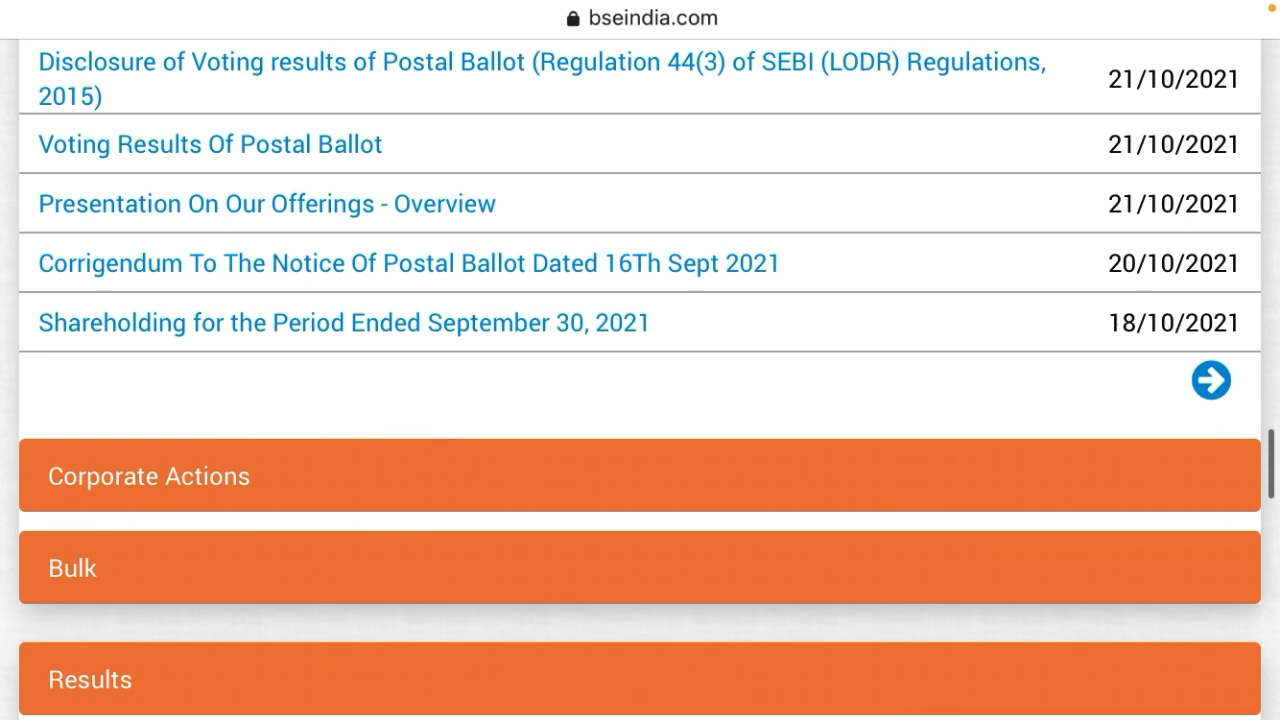 bseindia.com
Disclosure of Voting results of Postal Ballot (Regulation 44(3) of SEBI (LODR) Regulations,
2015)
21/10/2021
Voting Results Of Postal Ballot 21/10/2021
Presentation On Our Offerings - Overview 21/10/2021
Corrigendum To The Notice Of Postal Ballot Dated 16Th Sept 2021 20/10/2021
Shareholding for the Period Ended September 30, 2021 18/10/2021
Corporate Actions
Bulk
Results